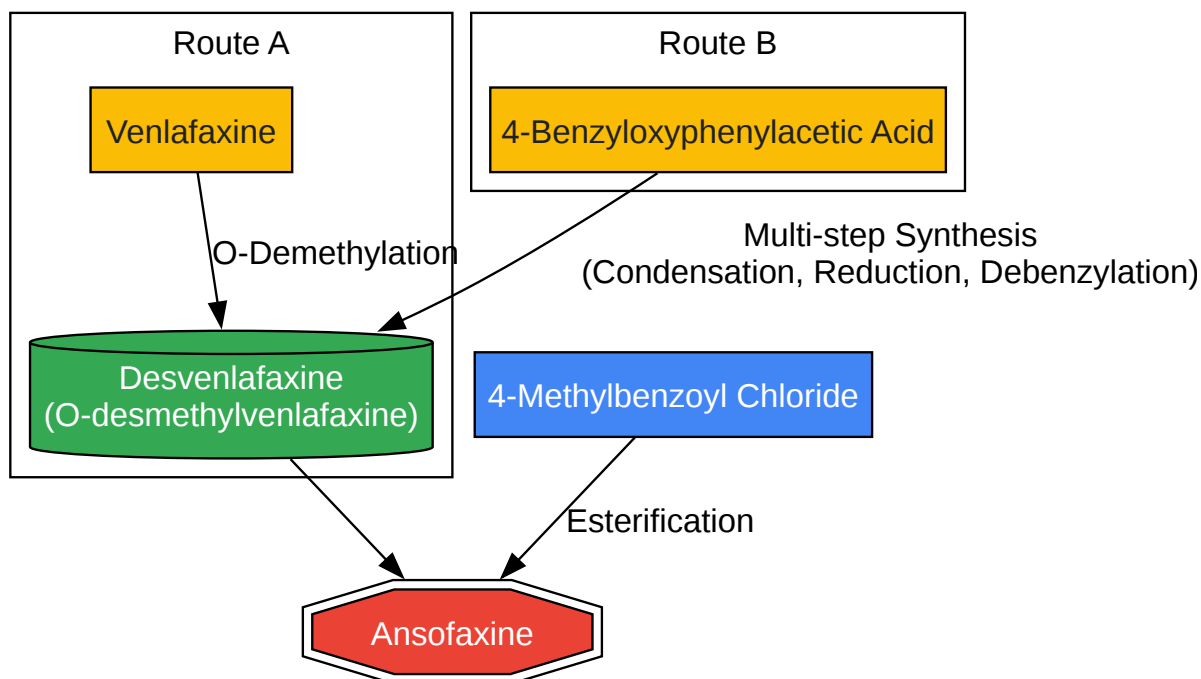 Route A
Route B
Venlafaxine
4-Benzyloxyphenylacetic Acid
O-Demethylation
Multi-step Synthesis
(Condensation, Reduction, Debenzylation)
Desvenlafaxine
(O-desmethylvenlafaxine)
4-Methylbenzoyl Chloride
Esterification
Ansofaxine